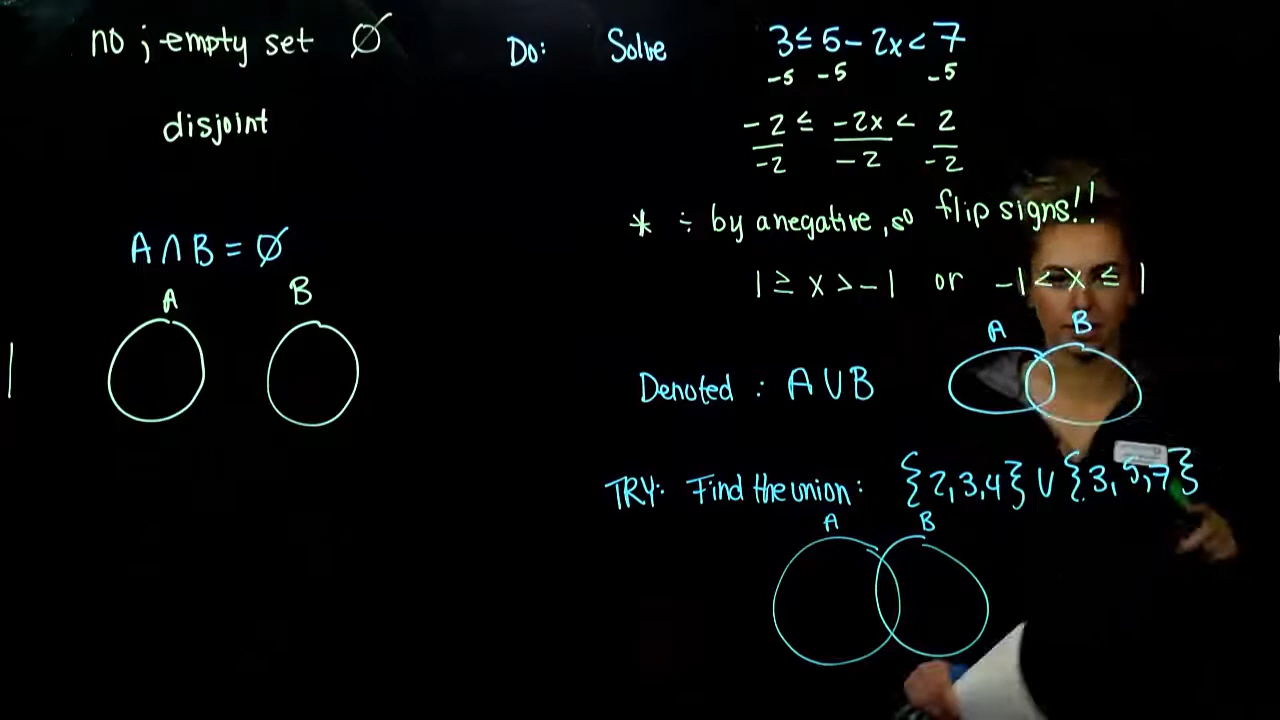 no ; empty set ∅
disjoint
A ∩ B = ∅
A B
Do: Solve 3 ≤ 5 - 2x < 7
-5 -5 -5
-2 ≤ -2x < 2
-2 -2 -2
* ÷ by a negative, so flip signs!!
1 ≥ x > -1 or -1 < x ≤ 1
A B
Denoted : A ∪ B
TRY: Find the union: {2,3,4} ∪ {3,5,7}
A B